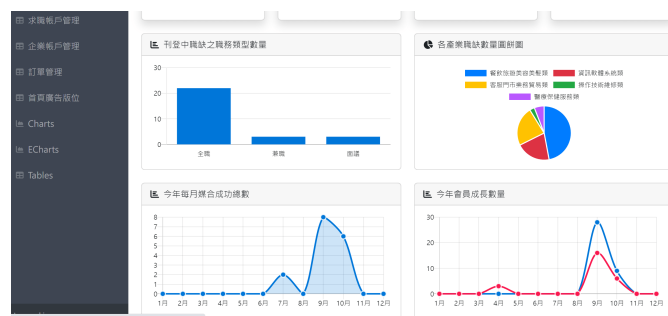 求職帳戶管理
企業帳戶管理
訂單管理
首頁廣告版位
Charts
ECharts
Tables
刊登中職缺之職務類型數量
30
20
10
0
全職 兼職 面議
各產業職缺數量圓餅圖
餐飲旅遊美容美髮類 資訊軟體系統類
客服門市業務貿易類 操作技術維修類
醫療保健服務類
今年每月媒合成功總數
8
7
6
5
4
3
2
1
0
1月 2月 3月 4月 5月 6月 7月 8月 9月 10月 11月 12月
今年會員成長數量
30
20
10
0
1月 2月 3月 4月 5月 6月 7月 8月 9月 10月 11月 12月